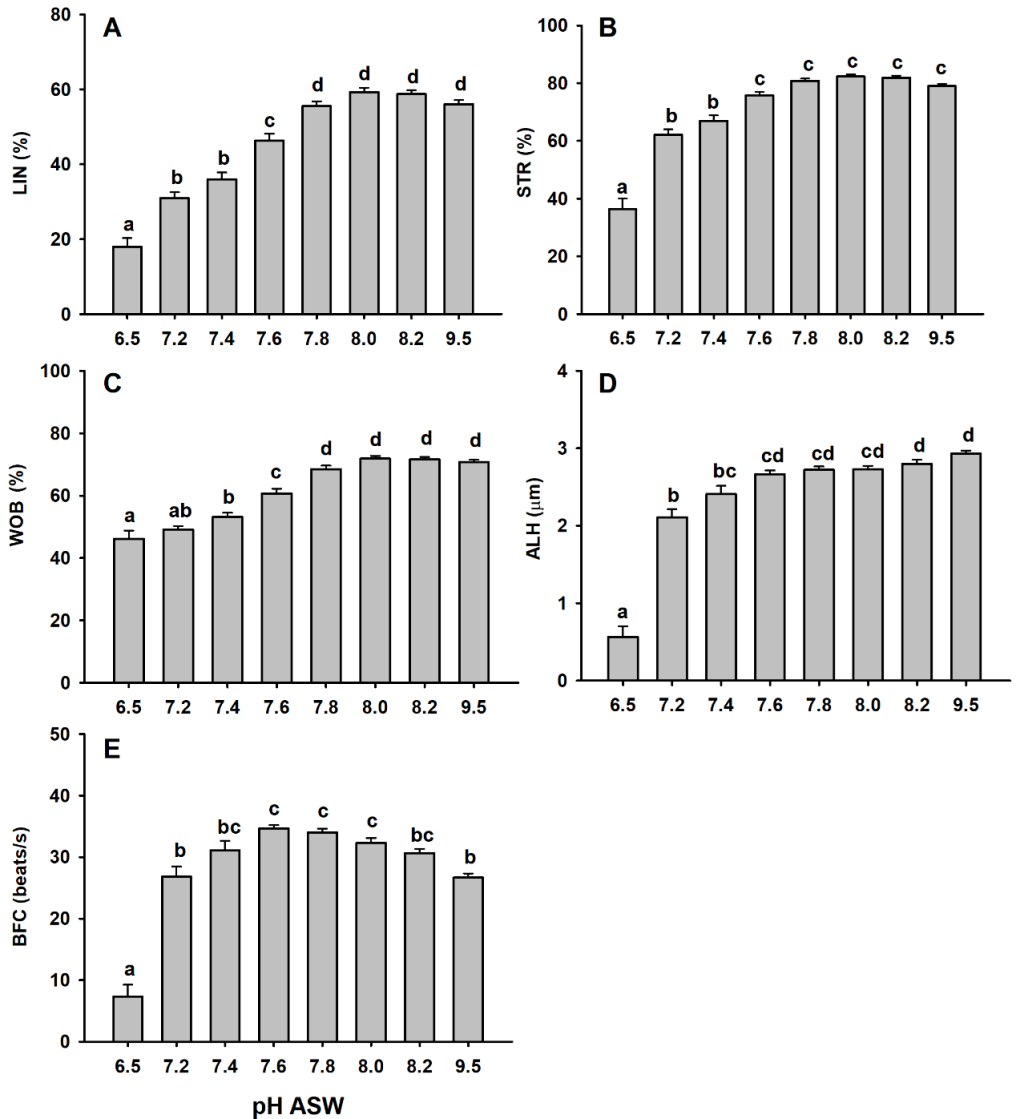 A
LIN (%)
80
60
40
20
0
a b b c d d d d
6.5 7.2 7.4 7.6 7.8 8.0 8.2 9.5
B
STR (%)
100
80
60
40
20
0
a b b c c c c c
6.5 7.2 7.4 7.6 7.8 8.0 8.2 9.5
C
WOB (%)
100
80
60
40
20
0
a ab b c d d d d
6.5 7.2 7.4 7.6 7.8 8.0 8.2 9.5
D
ALH (μm)
4
3
2
1
0
a b bc cd cd cd d d
6.5 7.2 7.4 7.6 7.8 8.0 8.2 9.5
E
BFC (beats/s)
50
40
30
20
10
0
a b bc c c c bc b
6.5 7.2 7.4 7.6 7.8 8.0 8.2 9.5
pH ASW